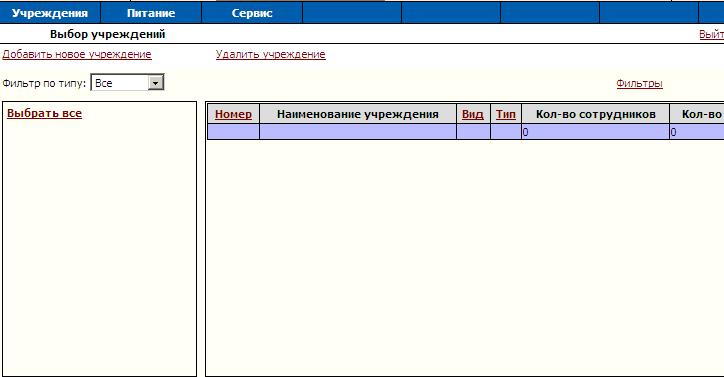 Учреждения Питание Сервис
Выбор учреждений Выйт
Добавить новое учреждение Удалить учреждение
Фильтр по типу: Все Фильтры
Выбрать все
Номер Наименование учреждения Вид Тип Кол-во сотрудников Кол-во
0 0